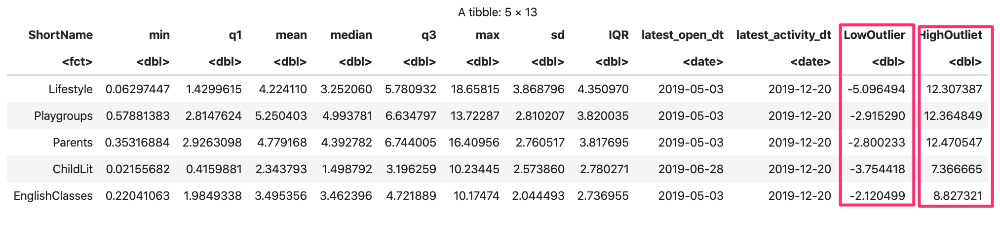 A tibble: 5 × 13
ShortName min q1 mean median q3 max sd IQR latest_open_dt latest_activity_dt LowOutlier HighOutliet
<fct> <dbl> <dbl> <dbl> <dbl> <dbl> <dbl> <dbl> <dbl> <date> <date> <dbl> <dbl>
Lifestyle 0.06297447 1.4299615 4.224110 3.252060 5.780932 18.65815 3.868796 4.350970 2019-05-03 2019-12-20 -5.096494 12.307387
Playgroups 0.57881383 2.8147624 5.250403 4.993781 6.634797 13.72287 2.810207 3.820035 2019-05-03 2019-12-20 -2.915290 12.364849
Parents 0.35316884 2.9263098 4.779168 4.392782 6.744005 16.40956 2.760517 3.817695 2019-05-03 2019-12-20 -2.800233 12.470547
ChildLit 0.02155682 0.4159881 2.343793 1.498792 3.196259 10.23445 2.573860 2.780271 2019-06-28 2019-12-20 -3.754418 7.366665
EnglishClasses 0.22041063 1.9849338 3.495356 3.462396 4.721889 10.17474 2.044493 2.736955 2019-05-03 2019-12-20 -2.120499 8.827321